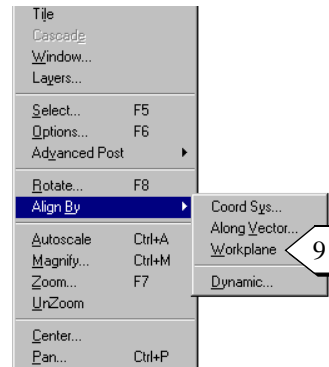 Tile
Cascade
Window...
Layers...
Select... F5
Options... F6
Advanced Post
Rotate... F8
Align By
Coord Sys...
Along Vector...
Workplane 9
Dynamic...
Autoscale Ctrl+A
Magnify... Ctrl+M
Zoom... F7
UnZoom
Center...
Pan... Ctrl+P